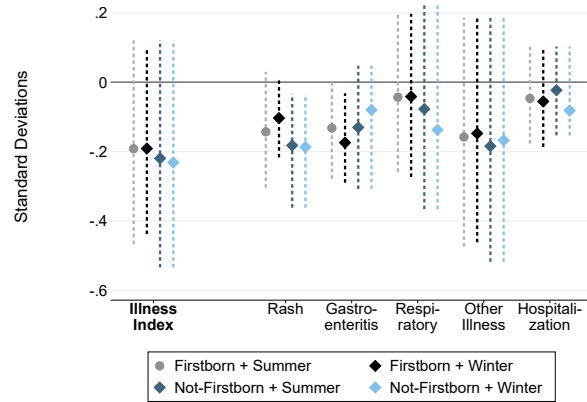 .2
0
-.2
-.4
-.6
Standard Deviations
Illness
Index
Rash
Gastro-
enteritis
Respi-
ratory
Other
Illness
Hospitali-
zation
Firstborn + Summer
Firstborn + Winter
Not-Firstborn + Summer
Not-Firstborn + Winter